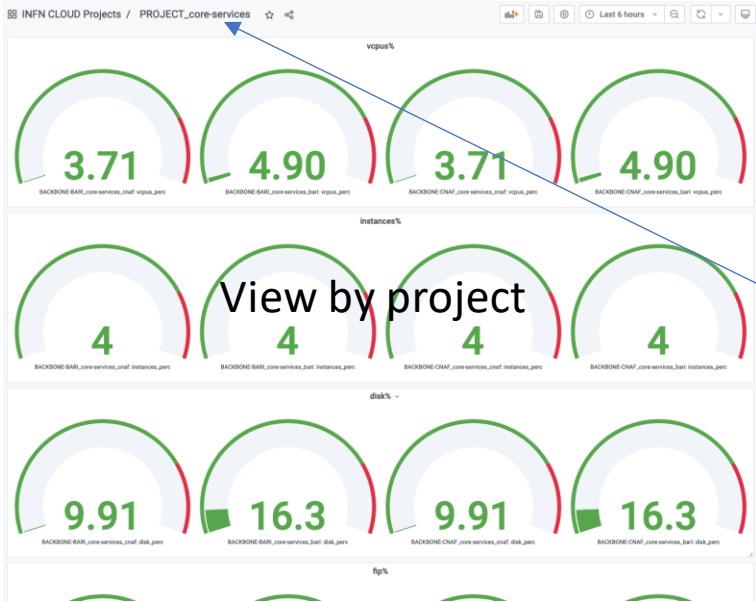 INFN CLOUD Projects / PROJECT_core-services
Last 6 hours
vcpus%
3.71 4.90 3.71 4.90
BACKBONE-BARI_core-services_cnaf: vcpus_perc BACKBONE-BARI_core-services_bari: vcpus_perc BACKBONE-CNAF_core-services_cnaf: vcpus_perc BACKBONE-CNAF_core-services_bari: vcpus_perc
instances%
View by project
4 4 4 4
BACKBONE-BARI_core-services_cnaf: instances_perc BACKBONE-BARI_core-services_bari: instances_perc BACKBONE-CNAF_core-services_cnaf: instances_perc BACKBONE-CNAF_core-services_bari: instances_perc
disk%
9.91 16.3 9.91 16.3
BACKBONE-BARI_core-services_cnaf: disk_perc BACKBONE-BARI_core-services_bari: disk_perc BACKBONE-CNAF_core-services_cnaf: disk_perc BACKBONE-CNAF_core-services_bari: disk_perc
fip%